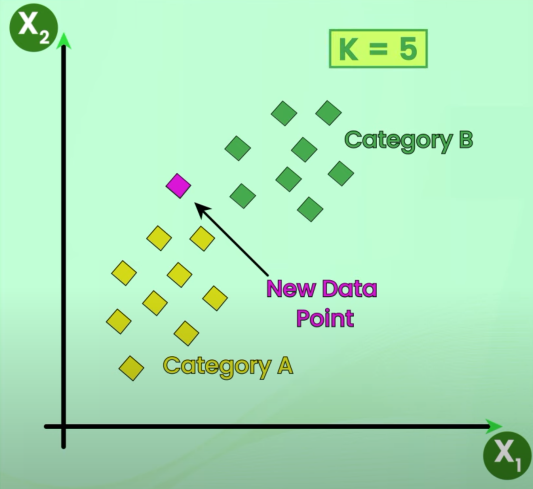 X2
K = 5
Category B
New Data
Point
Category A
X1